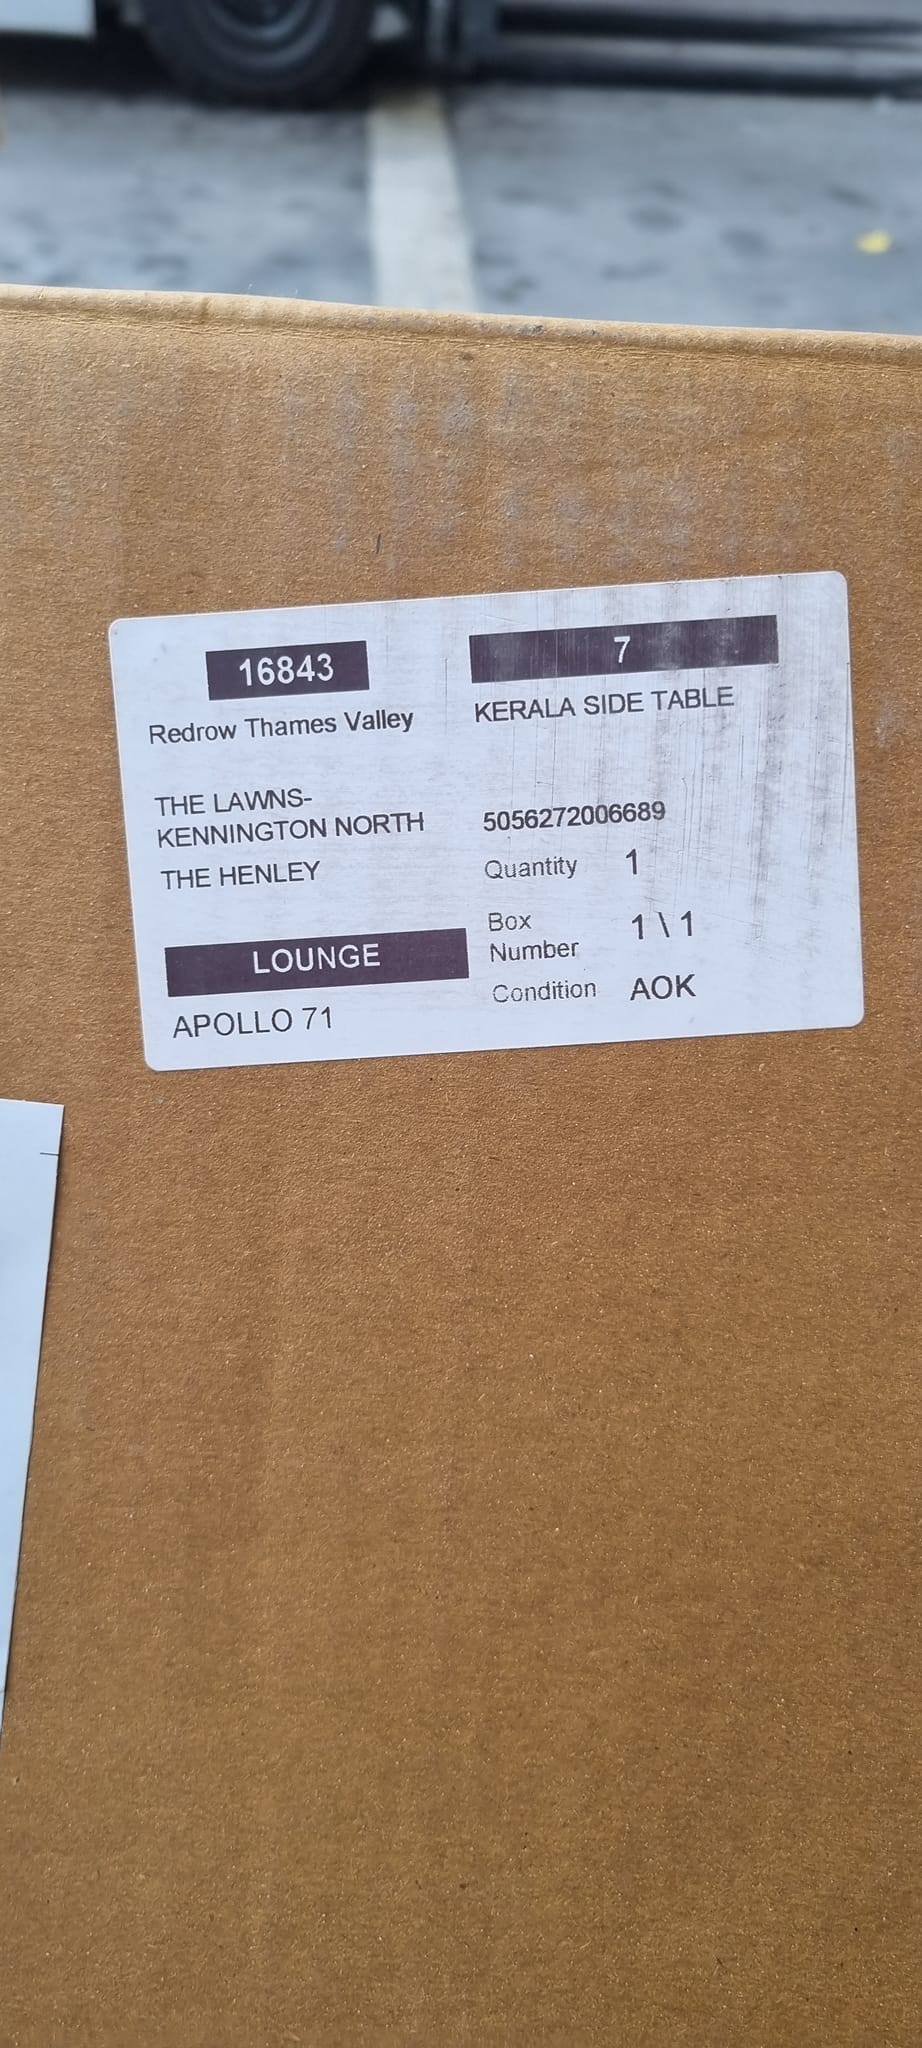 16843
Redrow Thames Valley
THE LAWNS-
KENNINGTON NORTH
THE HENLEY
LOUNGE
APOLLO 71
7
KERALA SIDE TABLE
5056272006689
Quantity 1
Box
Number 1 \ 1
Condition AOK